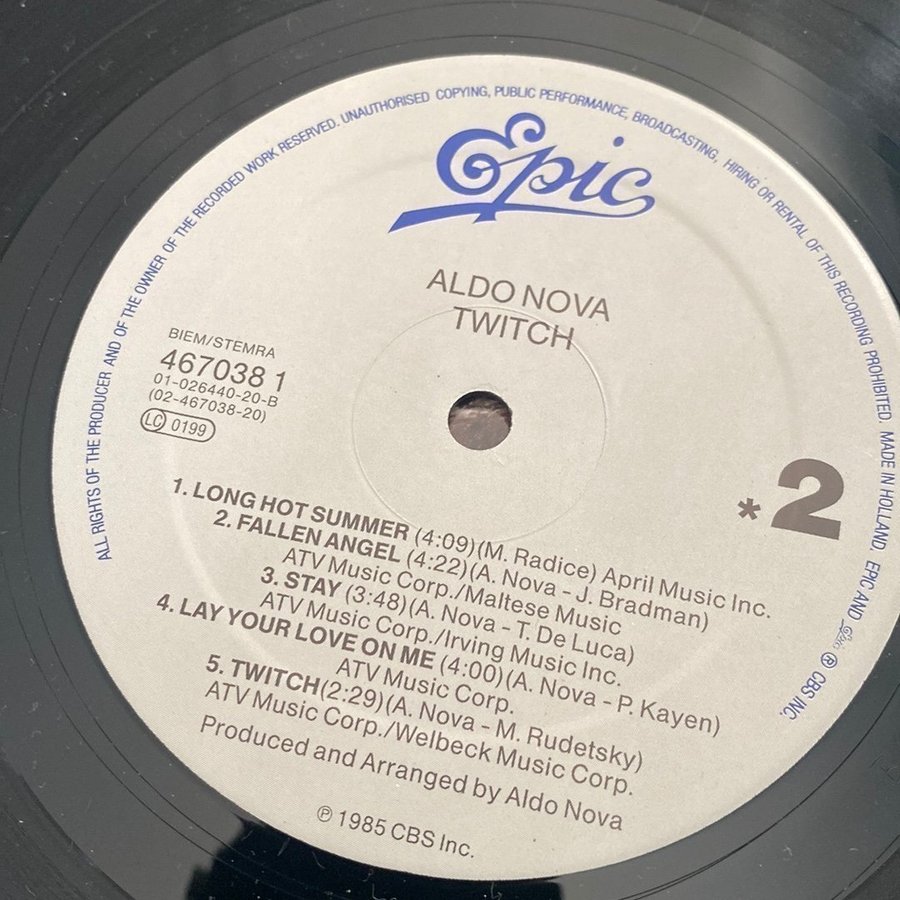 ALL RIGHTS OF THE PRODUCER AND OF THE OWNER OF THE RECORDED WORK RESERVED. UNAUTHORISED COPYING, PUBLIC PERFORMANCE, BROADCASTING, HIRING OR RENTAL OF THIS RECORDING PROHIBITED. MADE IN HOLLAND. EPIC AND Epic ® CBS INC.
Epic
ALDO NOVA
TWITCH
BIEM/STEMRA
467038 1
01-026440-20-B
(02-467038-20)
LC 0199
*2
1. LONG HOT SUMMER (4:09)(M. Radice) April Music Inc.
2. FALLEN ANGEL (4:22)(A. Nova - J. Bradman)
ATV Music Corp./Maltese Music
3. STAY (3:48)(A. Nova - T. De Luca)
ATV Music Corp./Irving Music Inc.
4. LAY YOUR LOVE ON ME (4:00)(A. Nova - P. Kayen)
ATV Music Corp.
5. TWITCH(2:29)(A. Nova - M. Rudetsky)
ATV Music Corp./Welbeck Music Corp.
Produced and Arranged by Aldo Nova
℗ 1985 CBS Inc.